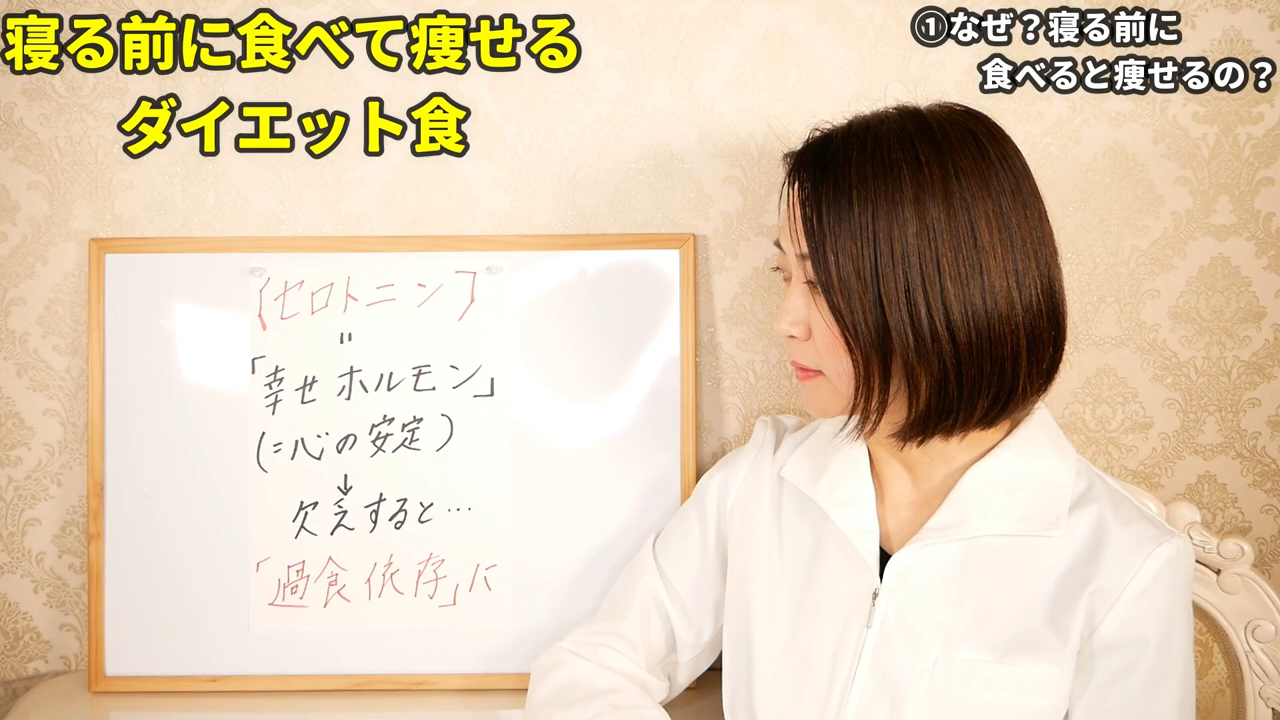 寝る前に食べて痩せる
ダイエット食
①なぜ？寝る前に
食べると痩せるの？
〔セロトニン〕
〃
「幸せホルモン」
(=心の安定)
↓
欠乏すると…
「過食依存」に